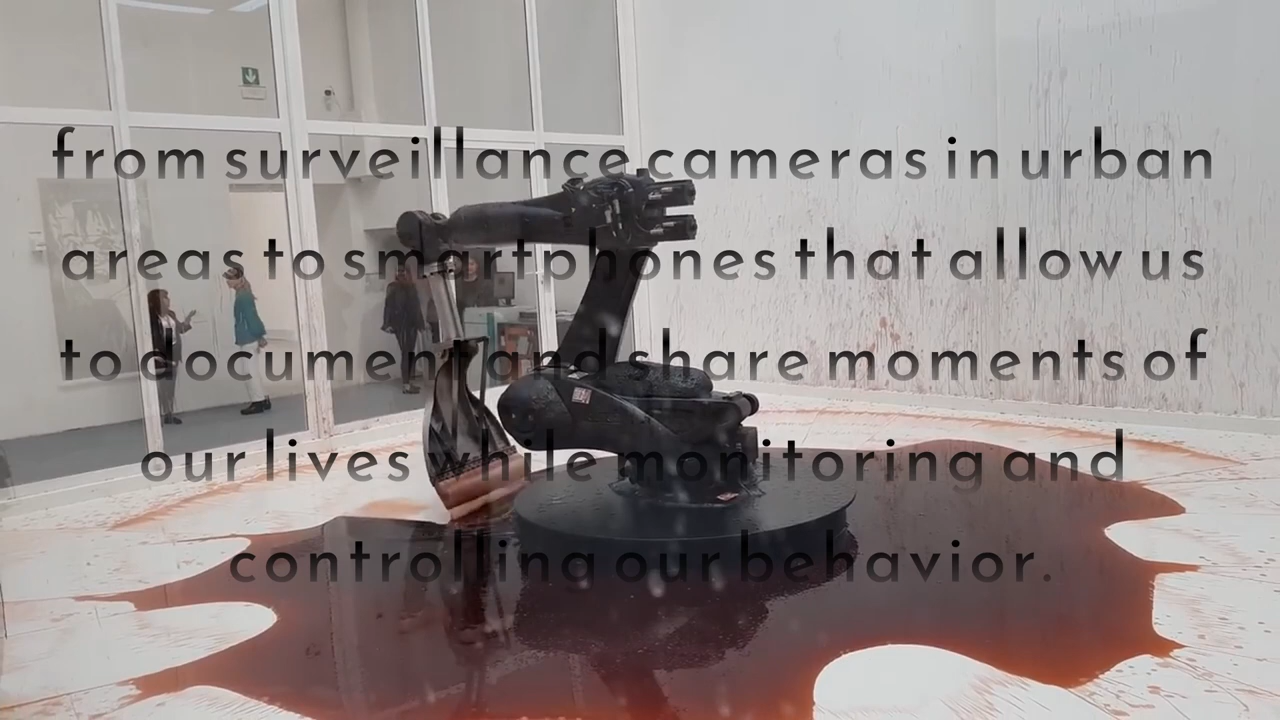 from surveillance cameras in urban
areas to smartphones that allow us
to document and share moments of
our lives while monitoring and
controlling our behavior.